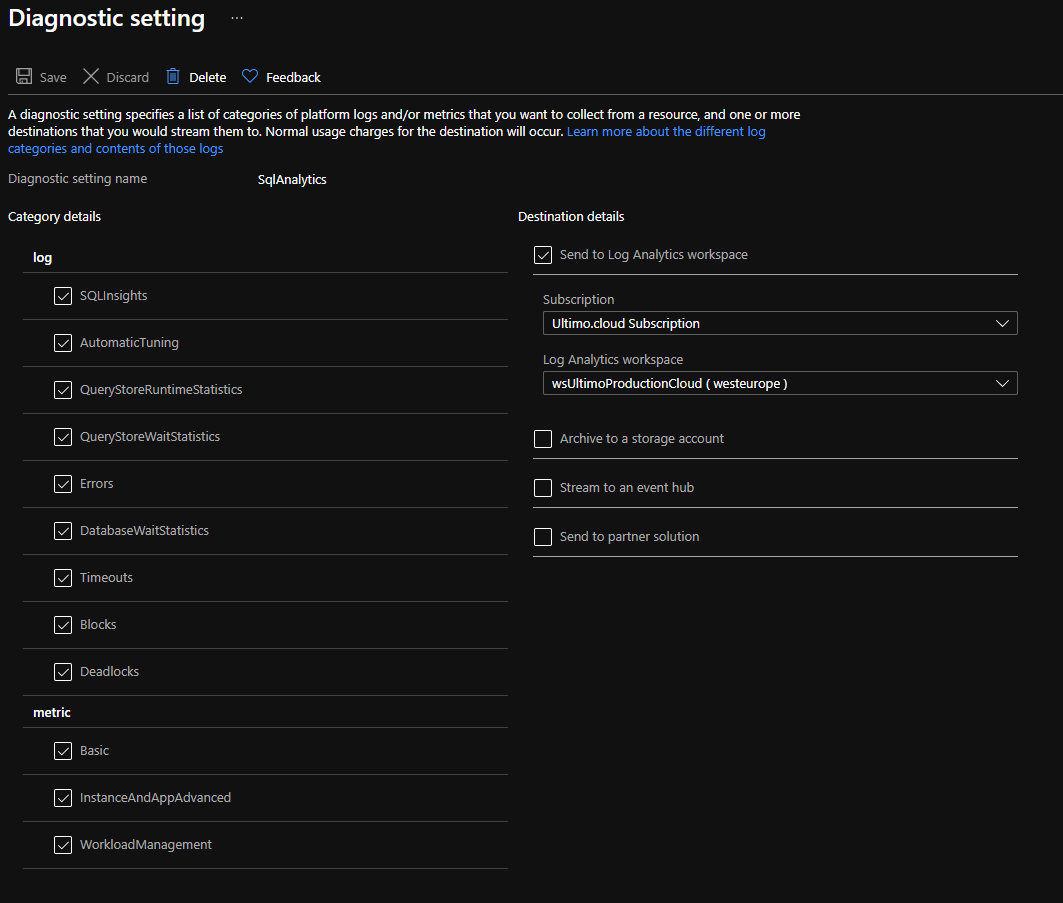 Diagnostic setting ...
Save Discard Delete Feedback
A diagnostic setting specifies a list of categories of platform logs and/or metrics that you want to collect from a resource, and one or more
destinations that you would stream them to. Normal usage charges for the destination will occur. Learn more about the different log
categories and contents of those logs
Diagnostic setting name SqlAnalytics
Category details
log
SQLInsights
AutomaticTuning
QueryStoreRuntimeStatistics
QueryStoreWaitStatistics
Errors
DatabaseWaitStatistics
Timeouts
Blocks
Deadlocks
metric
Basic
InstanceAndAppAdvanced
WorkloadManagement
Destination details
Send to Log Analytics workspace
Subscription
Ultimo.cloud Subscription
Log Analytics workspace
wsUltimoProductionCloud ( westeurope )
Archive to a storage account
Stream to an event hub
Send to partner solution